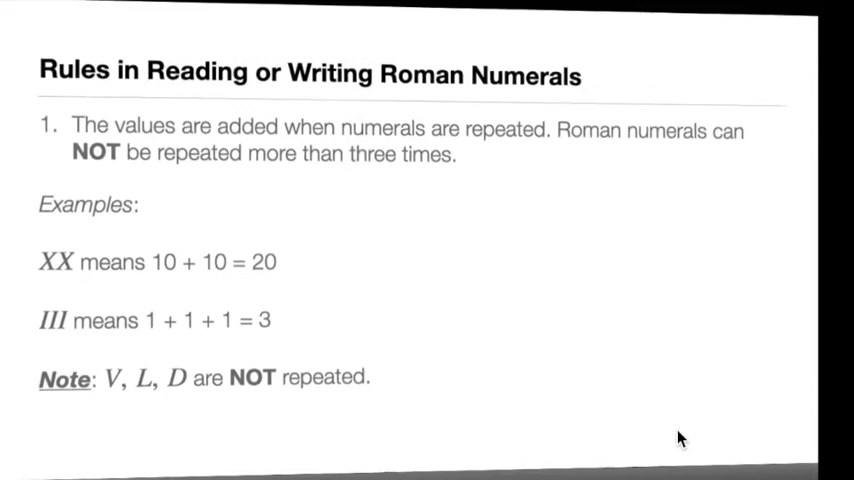 Rules in Reading or Writing Roman Numerals
1. The values are added when numerals are repeated. Roman numerals can
NOT be repeated more than three times.
Examples:
XX means 10 + 10 = 20
III means 1 + 1 + 1 = 3
Note: V, L, D are NOT repeated.